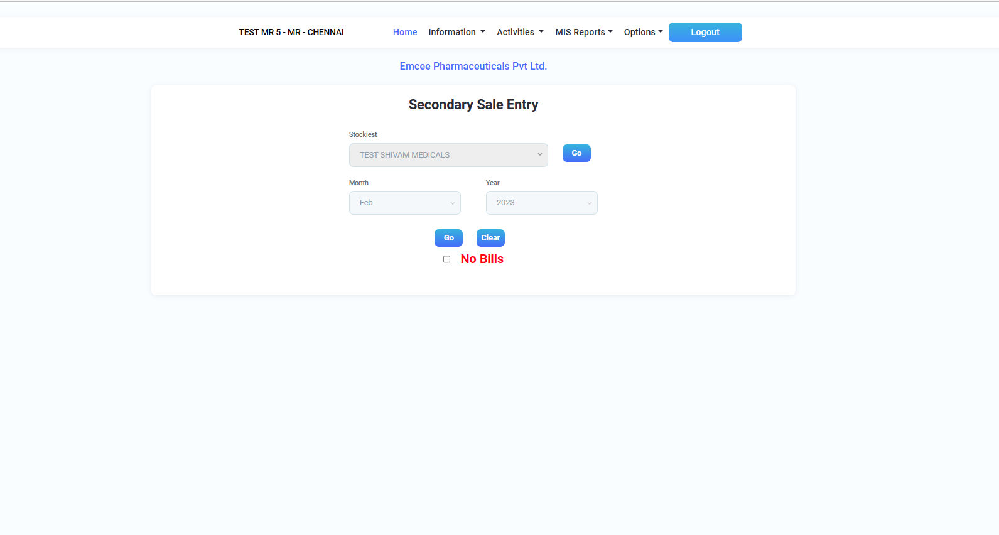 TEST MR 5 - MR - CHENNAI Home Information Activities MIS Reports Options Logout
Emcee Pharmaceuticals Pvt Ltd.
Secondary Sale Entry
Stockiest
TEST SHIVAM MEDICALS Go
Month Year
Feb 2023
Go Clear
No Bills